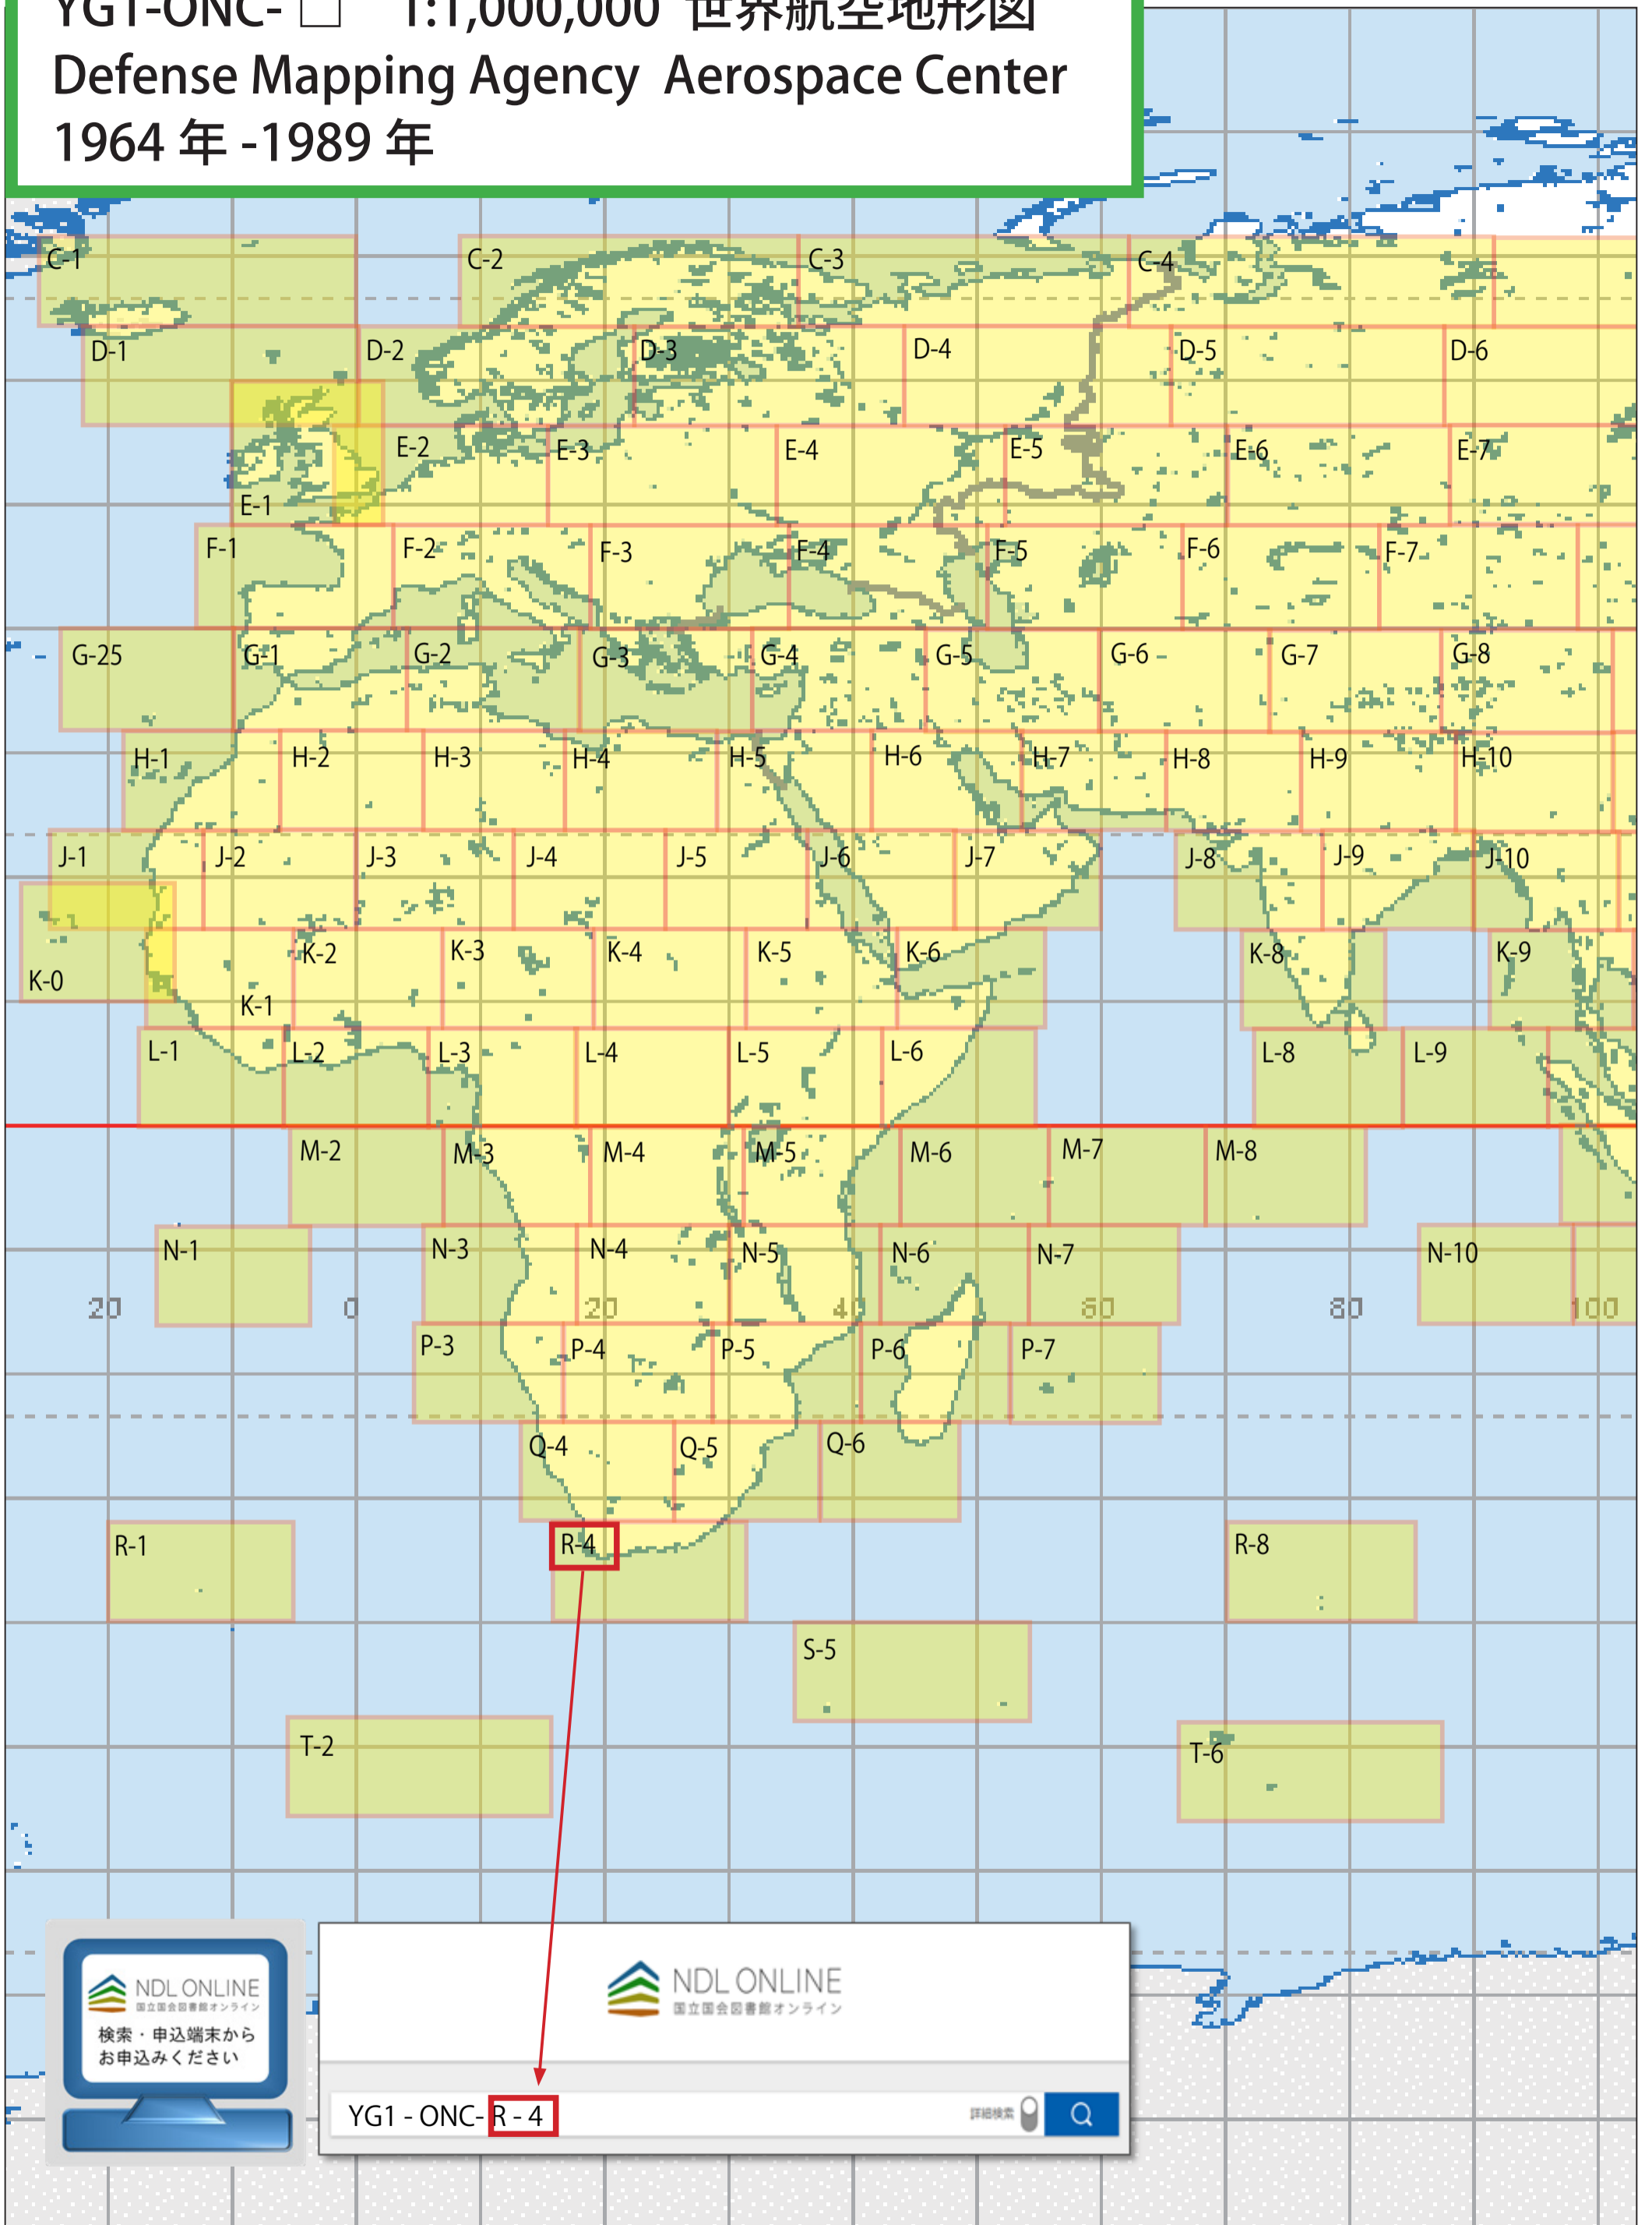 YG1-ONC- □ 1:1,000,000 世界航空地形図
Defense Mapping Agency Aerospace Center
1964 年 -1989 年
C-1
C-2
C-3
C-4
D-1
D-2
D-3
D-4
D-5
D-6
E-1
E-2
E-3
E-4
E-5
E-6
E-7
F-1
F-2
F-3
F-4
F-5
F-6
F-7
G-25
G-1
G-2
G-3
G-4
G-5
G-6
G-7
G-8
H-1
H-2
H-3
H-4
H-5
H-6
H-7
H-8
H-9
H-10
J-1
J-2
J-3
J-4
J-5
J-6
J-7
J-8
J-9
J-10
K-0
K-1
K-2
K-3
K-4
K-5
K-6
K-8
K-9
L-1
L-2
L-3
L-4
L-5
L-6
L-8
L-9
M-2
M-3
M-4
M-5
M-6
M-7
M-8
N-1
N-3
N-4
N-5
N-6
N-7
N-10
20
0
20
40
60
80
100
P-3
P-4
P-5
P-6
P-7
Q-4
Q-5
Q-6
R-1
R-4
R-8
S-5
T-2
T-6
NDL ONLINE
国立国会図書館オンライン
検索・申込端末から
お申込みください
NDL ONLINE
国立国会図書館オンライン
YG1 - ONC- R - 4
詳細検索